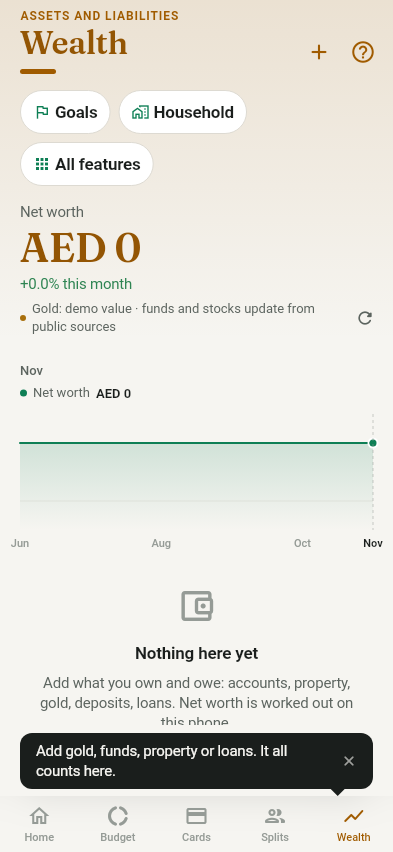 ASSETS AND LIABILITIES
Wealth
Goals
Household
All features
Net worth
AED 0
+0.0% this month
Gold: demo value · funds and stocks update from
public sources
Nov
Net worth AED 0
Jun Aug Oct Nov
Nothing here yet
Add what you own and owe: accounts, property,
gold, deposits, loans. Net worth is worked out on
this phone
Add gold, funds, property or loans. It all
counts here.
Home Budget Cards Splits Wealth